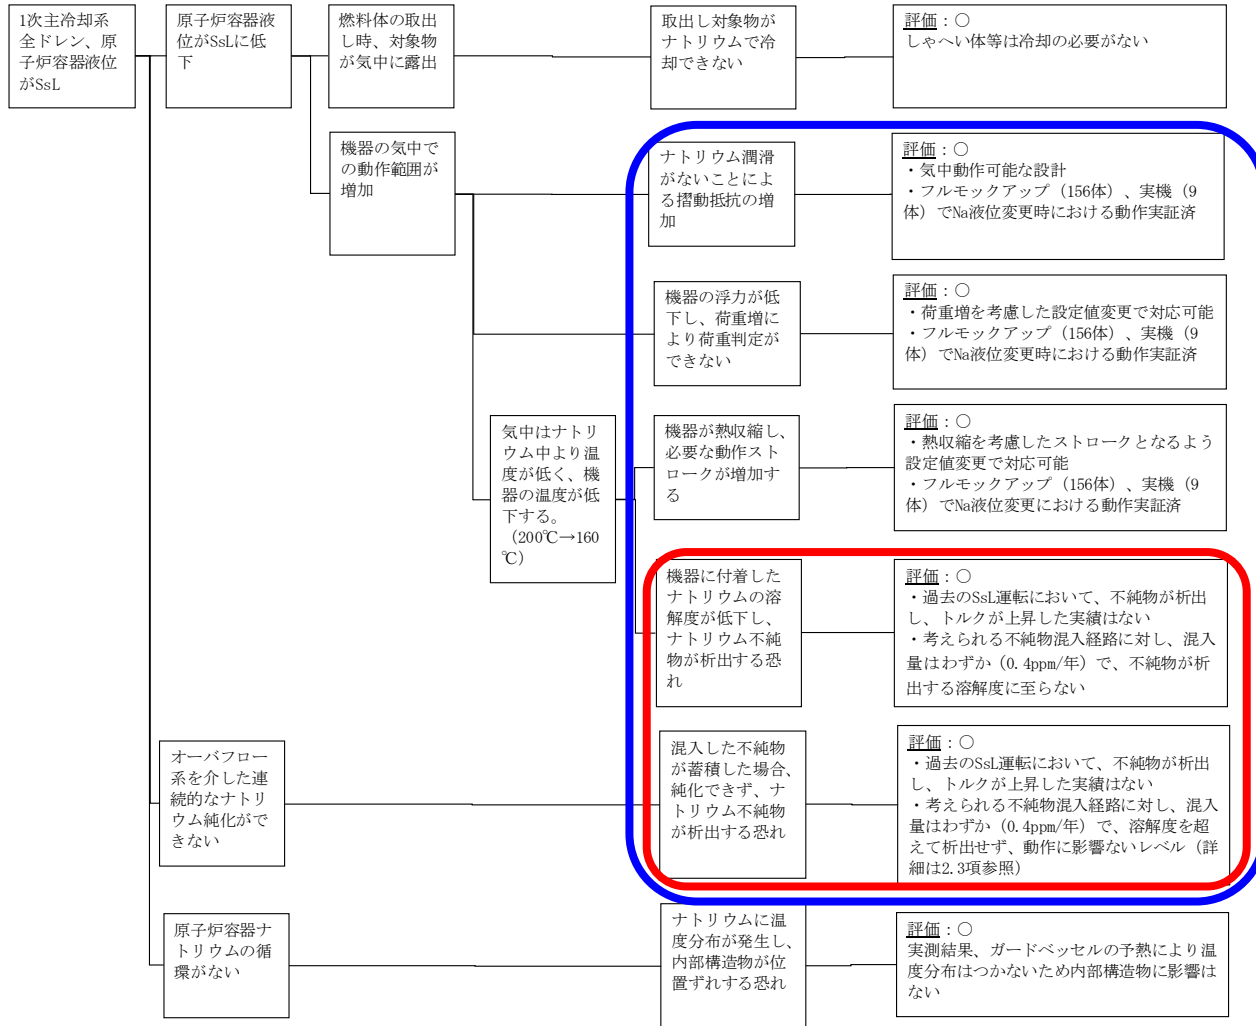 1次主冷却系
全ドレン、原
子炉容器液位
がSsL
原子炉容器液
位がSsLに低
下
燃料体の取出
し時、対象物
が気中に露出
取出し対象物が
ナトリウムで冷
却できない
評価：○
しゃへい体等は冷却の必要がない
機器の気中で
の動作範囲が
増加
ナトリウム潤滑
がないことによ
る摺動抵抗の増
加
評価：○
・気中動作可能な設計
・フルモックアップ（156体）、実機（9
体）でNa液位変更時における動作実証済
機器の浮力が低
下し、荷重増に
より荷重判定が
できない
評価：○
・荷重増を考慮した設定値変更で対応可能
・フルモックアップ（156体）、実機（9
体）でNa液位変更時における動作実証済
気中はナトリ
ウム中より温
度が低く、機
器の温度が低
下する。
（200℃→160
℃）
機器が熱収縮し、
必要な動作スト
ロークが増加す
る
評価：○
・熱収縮を考慮したストロークとなるよう
設定値変更で対応可能
・フルモックアップ（156体）、実機（9
体）でNa液位変更における動作実証済
機器に付着した
ナトリウムの溶
解度が低下し、
ナトリウム不純
物が析出する恐
れ
評価：○
・過去のSsL運転において、不純物が析出
し、トルクが上昇した実績はない
・考えられる不純物混入経路に対し、混入
量はわずか（0.4ppm/年）で、不純物が析
出する溶解度に至らない
オーバフロー
系を介した連
続的なナトリ
ウム純化がで
きない
混入した不純物
が蓄積した場合、
純化できず、ナ
トリウム不純物
が析出する恐れ
評価：○
・過去のSsL運転において、不純物が析出
し、トルクが上昇した実績はない
・考えられる不純物混入経路に対し、混入
量はわずか（0.4ppm/年）で、溶解度を超
えて析出せず、動作に影響ないレベル（詳
細は2.3項参照）
原子炉容器ナ
トリウムの循
環がない
ナトリウムに温
度分布が発生し、
内部構造物が位
置ずれする恐れ
評価：○
実測結果、ガードベッセルの予熱により温
度分布はつかないため内部構造物に影響は
ない